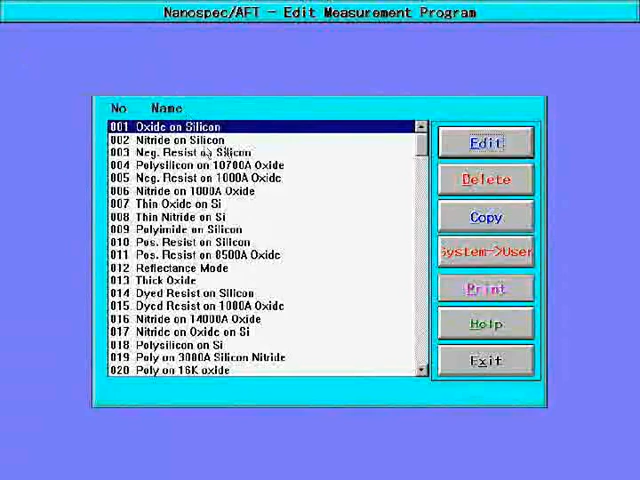 Nanospec/AFT - Edit Measurement Program
No Name
001 Oxide on Silicon
002 Nitride on Silicon
003 Neg. Resist on Silicon
004 Polysilicon on 10700A Oxide
005 Neg. Resist on 1000A Oxide
006 Nitride on 1000A Oxide
007 Thin Oxide on Si
008 Thin Nitride on Si
009 Polyimide on Silicon
010 Pos. Resist on Silicon
011 Pos. Resist on 8500A Oxide
012 Reflectance Mode
013 Thick Oxide
014 Dyed Resist on Silicon
015 Dyed Resist on 1000A Oxide
016 Nitride on 14000A Oxide
017 Nitride on Oxide on Si
018 Polysilicon on Si
019 Poly on 3000A Silicon Nitride
020 Poly on 16K oxide
Edit
Delete
Copy
System->User
Print
Help
Exit